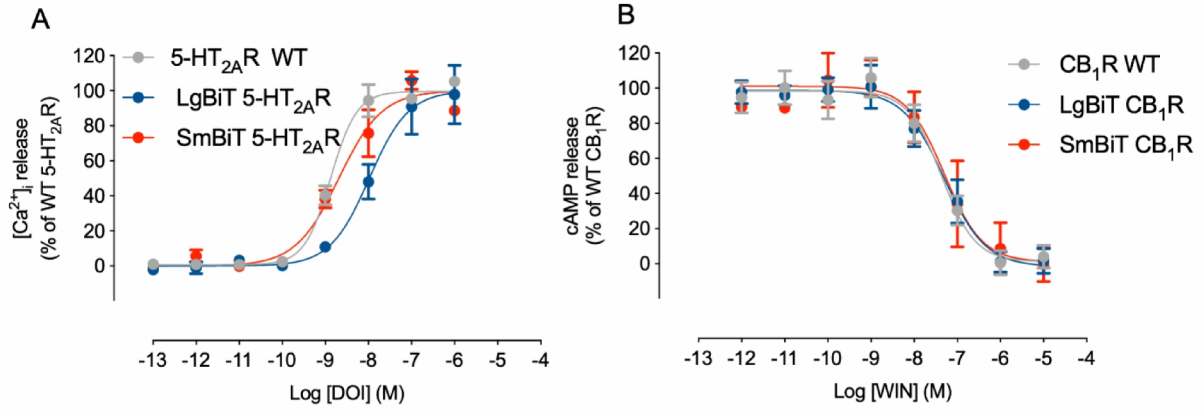 A
[Ca²⁺]ᵢ release
(% of WT 5-HT₂AR)
120
100
80
60
40
20
0
5-HT₂AR WT
LgBiT 5-HT₂AR
SmBiT 5-HT₂AR
-13 -12 -11 -10 -9 -8 -7 -6 -5 -4
Log [DOI] (M)
B
cAMP release
(% of WT CB₁R)
120
100
80
60
40
20
0
CB₁R WT
LgBiT CB₁R
SmBiT CB₁R
-13 -12 -11 -10 -9 -8 -7 -6 -5 -4
Log [WIN] (M)